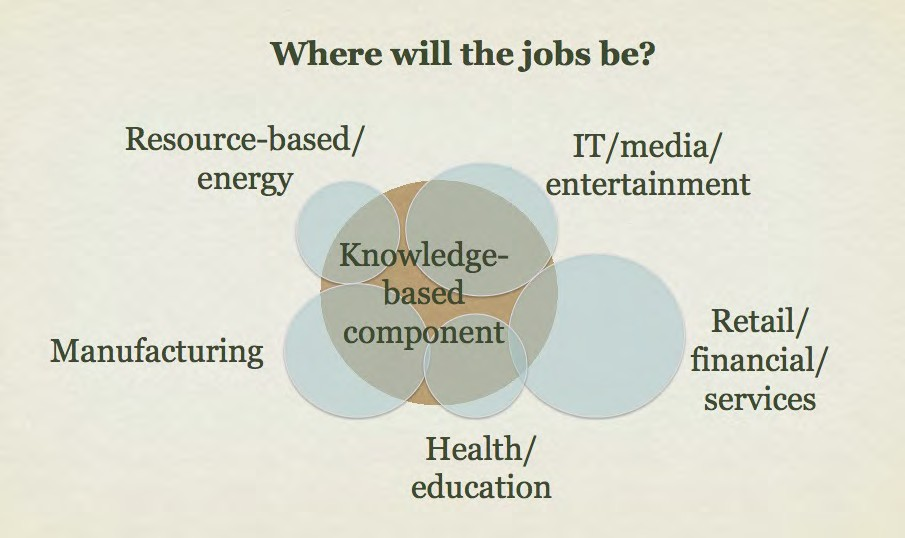 Where will the jobs be?
Resource-based/
energy
IT/media/
entertainment
Knowledge-
based
component
Manufacturing
Retail/
financial/
services
Health/
education